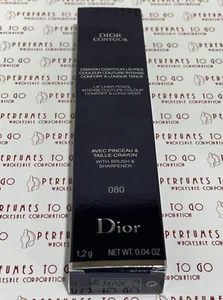 DIOR
CONTOUR
CRAYON CONTOUR LÈVRES
COULEUR COUTURE INTENSE
CONFORT & LONGUE TENUE
LIP LINER PENCIL
INTENSE COUTURE COLOUR
COMFORT & LONG WEAR
AVEC PINCEAU &
TAILLE-CRAYON
WITH BRUSH &
SHARPENER
080
Dior
1,2 g NET WT. 0.04 OZ
PERFUMES TO GO
WHOLESALE CORPORATION